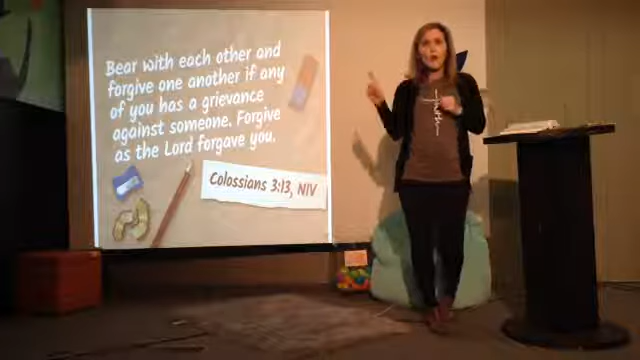 Bear with each other and
forgive one another if any
of you has a grievance
against someone. Forgive
as the Lord forgave you.
Colossians 3:13, NIV